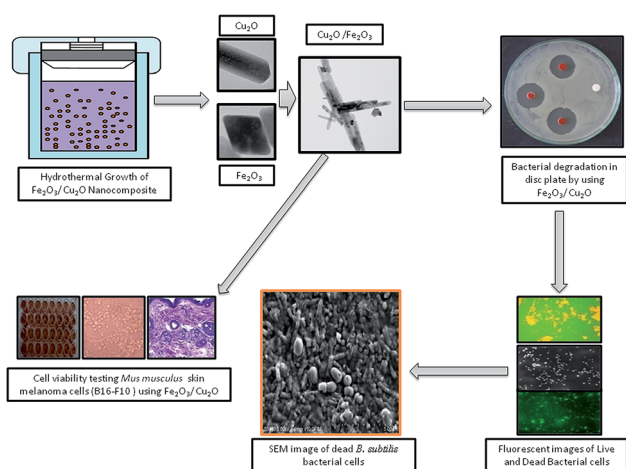 Cu₂O
Cu₂O /Fe₂O₃
Fe₂O₃
Hydrothermal Growth of
Fe₂O₃/ Cu₂O Nanocomposite
Bacterial degradation in
disc plate by using
Fe₂O₃/ Cu₂O
Cell viability testing Mus musculus skin
melanoma cells (B16-F10 ) using Fe₂O₃/ Cu₂O
SEM image of dead B. subtilis
bacterial cells
Fluorescent images of Live
and Dead Bacterial cells